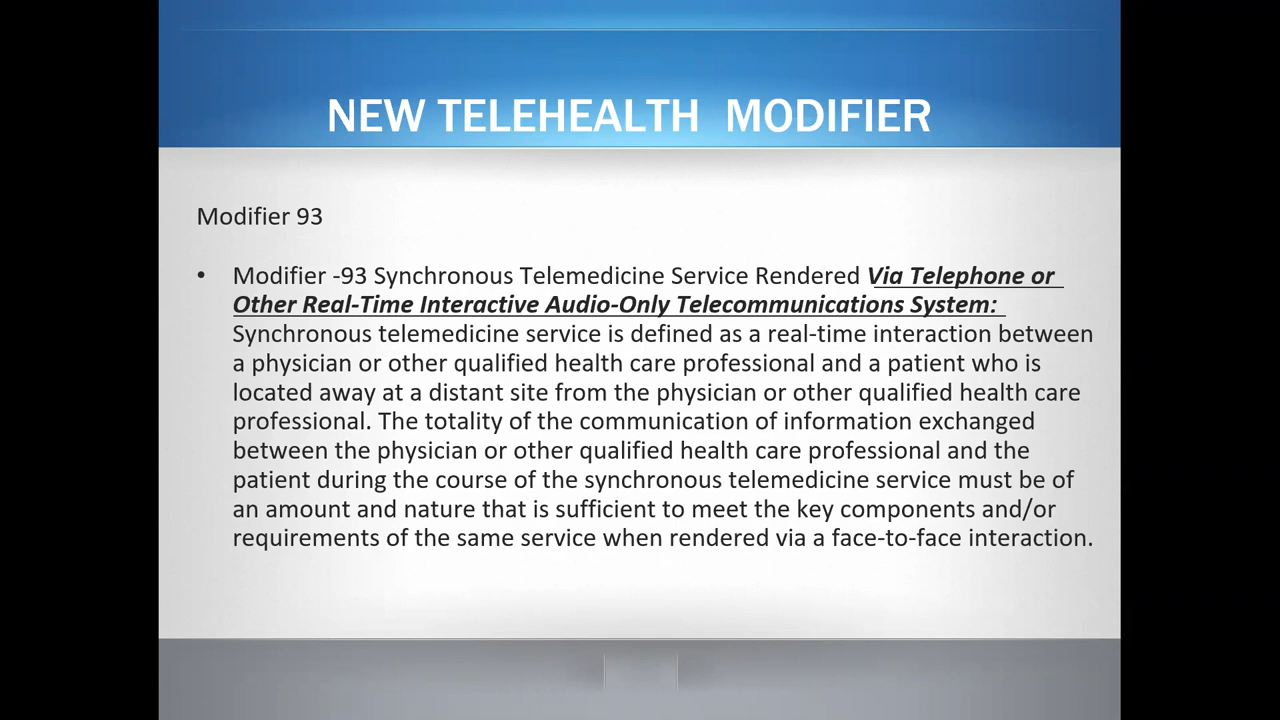 NEW TELEHEALTH MODIFIER
Modifier 93
• Modifier -93 Synchronous Telemedicine Service Rendered Via Telephone or
Other Real-Time Interactive Audio-Only Telecommunications System:
Synchronous telemedicine service is defined as a real-time interaction between
a physician or other qualified health care professional and a patient who is
located away at a distant site from the physician or other qualified health care
professional. The totality of the communication of information exchanged
between the physician or other qualified health care professional and the
patient during the course of the synchronous telemedicine service must be of
an amount and nature that is sufficient to meet the key components and/or
requirements of the same service when rendered via a face-to-face interaction.